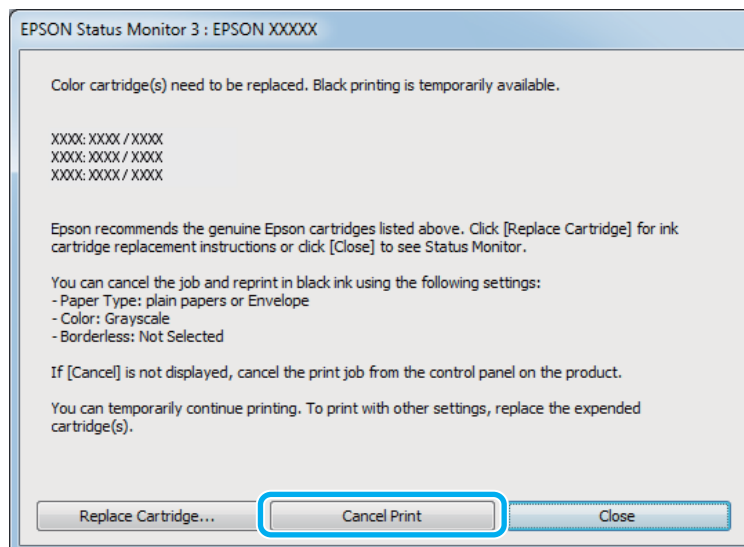 EPSON Status Monitor 3 : EPSON XXXXX
Color cartridge(s) need to be replaced. Black printing is temporarily available.
XXXX: XXXX / XXXX
XXXX: XXXX / XXXX
XXXX: XXXX / XXXX
Epson recommends the genuine Epson cartridges listed above. Click [Replace Cartridge] for ink
cartridge replacement instructions or click [Close] to see Status Monitor.
You can cancel the job and reprint in black ink using the following settings:
- Paper Type: plain papers or Envelope
- Color: Grayscale
- Borderless: Not Selected
If [Cancel] is not displayed, cancel the print job from the control panel on the product.
You can temporarily continue printing. To print with other settings, replace the expended
cartridge(s).
Replace Cartridge... Cancel Print Close